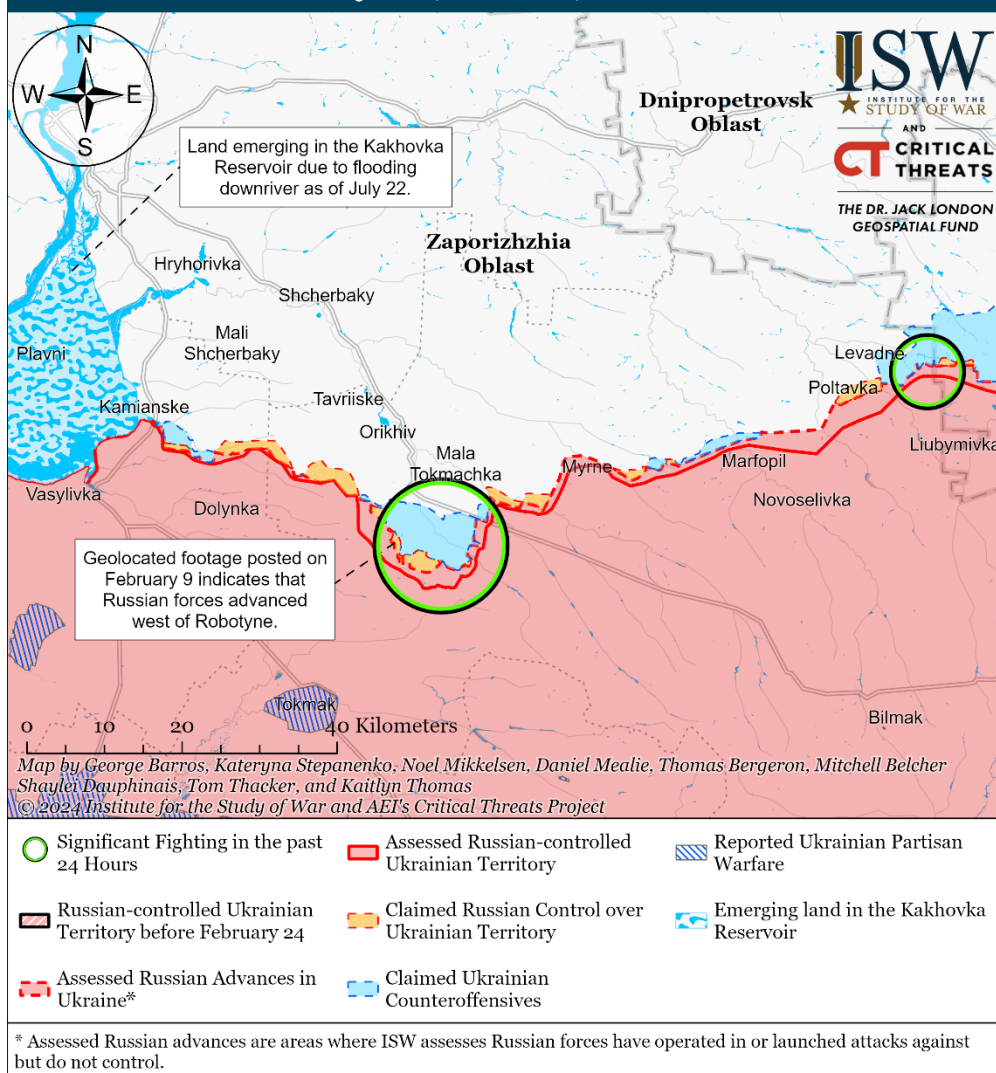 N
W
E
S
ISW
INSTITUTE FOR THE
STUDY OF WAR
AND
CT CRITICAL
THREATS
THE DR. JACK LONDON
GEOSPATIAL FUND
Dnipropetrovsk
Oblast
Land emerging in the Kakhovka
Reservoir due to flooding
downriver as of July 22.
Zaporizhzhia
Oblast
Hryhorivka
Shcherbaky
Mali
Shcherbaky
Plavni
Levadne
Poltavka
Kamianske
Tavriiske
Orikhiv
Mala
Tokmachka
Myrne
Marfopil
Liubymivka
Vasylivka
Dolynka
Novoselivka
Geolocated footage posted on
February 9 indicates that
Russian forces advanced
west of Robotyne.
Tokmak
Bilmak
0 10 20 40 Kilometers
Map by George Barros, Kateryna Stepanenko, Noel Mikkelsen, Daniel Mealie, Thomas Bergeron, Mitchell Belcher
Shaylei Dauphinais, Tom Thacker, and Kaitlyn Thomas
© 2024 Institute for the Study of War and AEI's Critical Threats Project
Significant Fighting in the past
24 Hours
Assessed Russian-controlled
Ukrainian Territory
Reported Ukrainian Partisan
Warfare
Russian-controlled Ukrainian
Territory before February 24
Claimed Russian Control over
Ukrainian Territory
Emerging land in the Kakhovka
Reservoir
Assessed Russian Advances in
Ukraine*
Claimed Ukrainian
Counteroffensives
* Assessed Russian advances are areas where ISW assesses Russian forces have operated in or launched attacks against
but do not control.